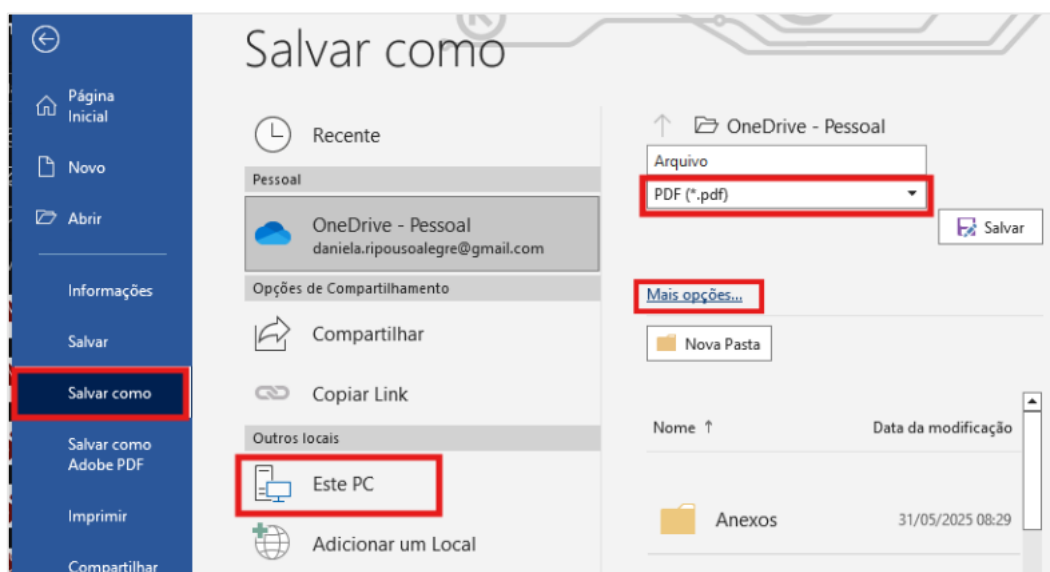 Salvar como
Página
Inicial
Novo
Abrir
Informações
Salvar
Salvar como
Salvar como
Adobe PDF
Imprimir
Compartilhar
Recente
Pessoal
OneDrive - Pessoal
daniela.ripousoalegre@gmail.com
Opções de Compartilhamento
Compartilhar
Copiar Link
Outros locais
Este PC
Adicionar um Local
↑ OneDrive - Pessoal
Arquivo
PDF (*.pdf)
Salvar
Mais opções...
Nova Pasta
Nome ↑ Data da modificação
Anexos 31/05/2025 08:29